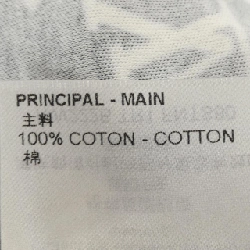 PRINCIPAL - MAIN
主料
100% COTON - COTTON
棉